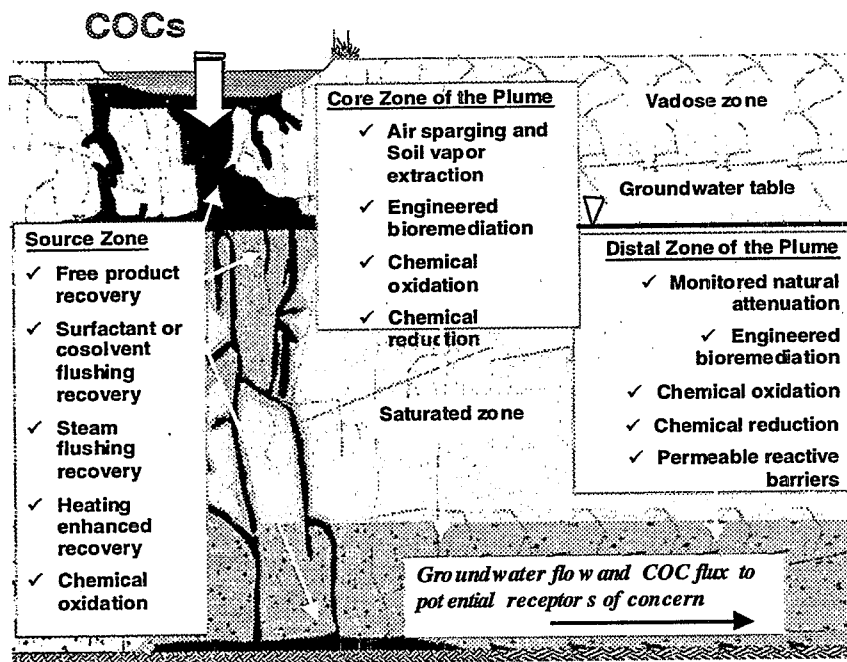 COCs
Core Zone of the Plume
✓ Air sparging and
Soil vapor
extraction
✓ Engineered
bioremediation
✓ Chemical
oxidation
✓ Chemical
reduction
Vadose zone
Groundwater table
Source Zone
✓ Free product
recovery
✓ Surfactant or
cosolvent
flushing
recovery
✓ Steam
flushing
recovery
✓ Heating
enhanced
recovery
✓ Chemical
oxidation
Distal Zone of the Plume
✓ Monitored natural
attenuation
✓ Engineered
bioremediation
✓ Chemical oxidation
✓ Chemical reduction
✓ Permeable reactive
barriers
Saturated zone
Groundwater flow and COC flux to
potential receptors of concern